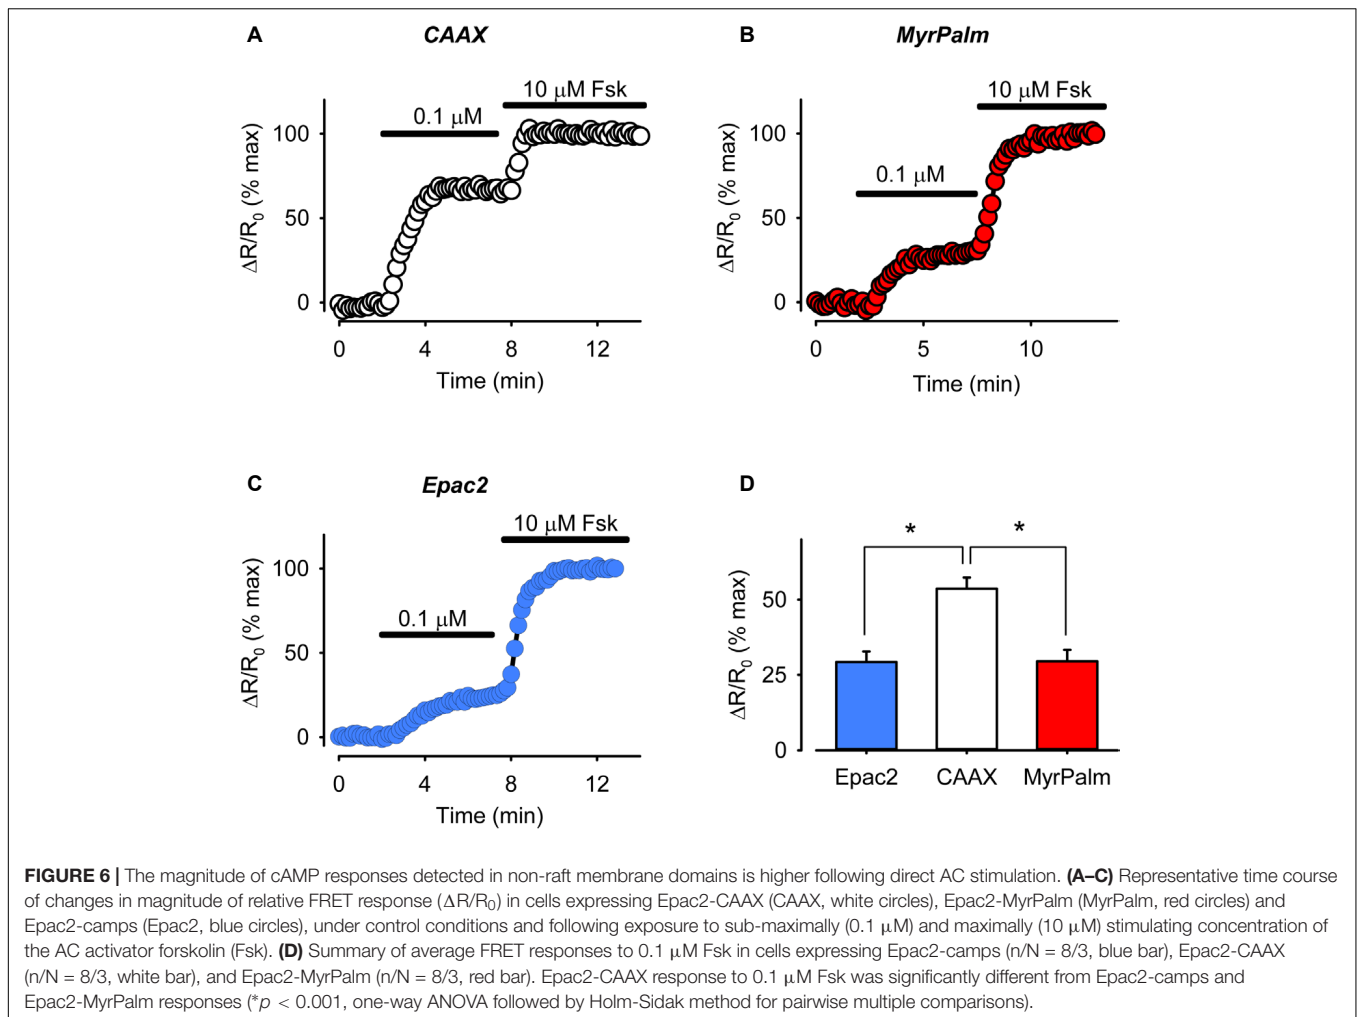 A
CAAX
10 μM Fsk
0.1 μM
100
50
0
ΔR/R0 (% max)
0 4 8 12
Time (min)
B
MyrPalm
10 μM Fsk
0.1 μM
100
50
0
ΔR/R0 (% max)
0 5 10
Time (min)
C
Epac2
10 μM Fsk
0.1 μM
100
50
0
ΔR/R0 (% max)
0 4 8 12
Time (min)
D
* *
50
25
0
ΔR/R0 (% max)
Epac2 CAAX MyrPalm
FIGURE 6 | The magnitude of cAMP responses detected in non-raft membrane domains is higher following direct AC stimulation. (A–C) Representative time course
of changes in magnitude of relative FRET response (ΔR/R0) in cells expressing Epac2-CAAX (CAAX, white circles), Epac2-MyrPalm (MyrPalm, red circles) and
Epac2-camps (Epac2, blue circles), under control conditions and following exposure to sub-maximally (0.1 μM) and maximally (10 μM) stimulating concentration of
the AC activator forskolin (Fsk). (D) Summary of average FRET responses to 0.1 μM Fsk in cells expressing Epac2-camps (n/N = 8/3, blue bar), Epac2-CAAX
(n/N = 8/3, white bar), and Epac2-MyrPalm (n/N = 8/3, red bar). Epac2-CAAX response to 0.1 μM Fsk was significantly different from Epac2-camps and
Epac2-MyrPalm responses (*p < 0.001, one-way ANOVA followed by Holm-Sidak method for pairwise multiple comparisons).